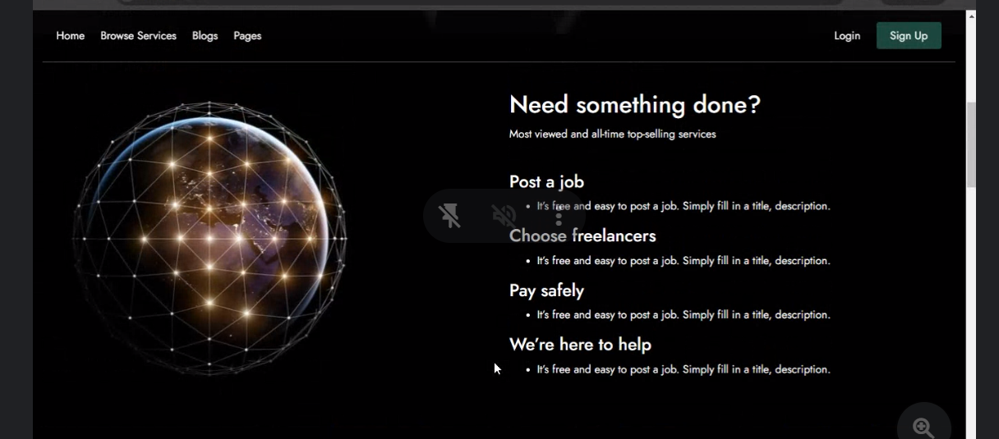 Home Browse Services Blogs Pages Login Sign Up
Need something done?
Most viewed and all-time top-selling services
Post a job
• It's free and easy to post a job. Simply fill in a title, description.
Choose freelancers
• It's free and easy to post a job. Simply fill in a title, description.
Pay safely
• It's free and easy to post a job. Simply fill in a title, description.
We're here to help
• It's free and easy to post a job. Simply fill in a title, description.